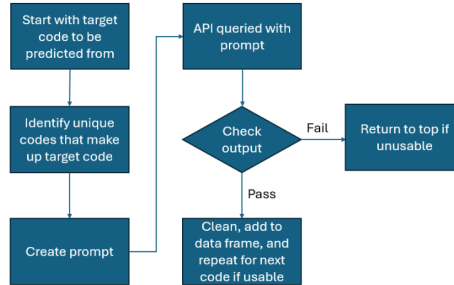 Start with target
code to be
predicted from
Identify unique
codes that make
up target code
Create prompt
API queried with
prompt
Check
output
Fail
Return to top if
unusable
Pass
Clean, add to
data frame, and
repeat for next
code if usable